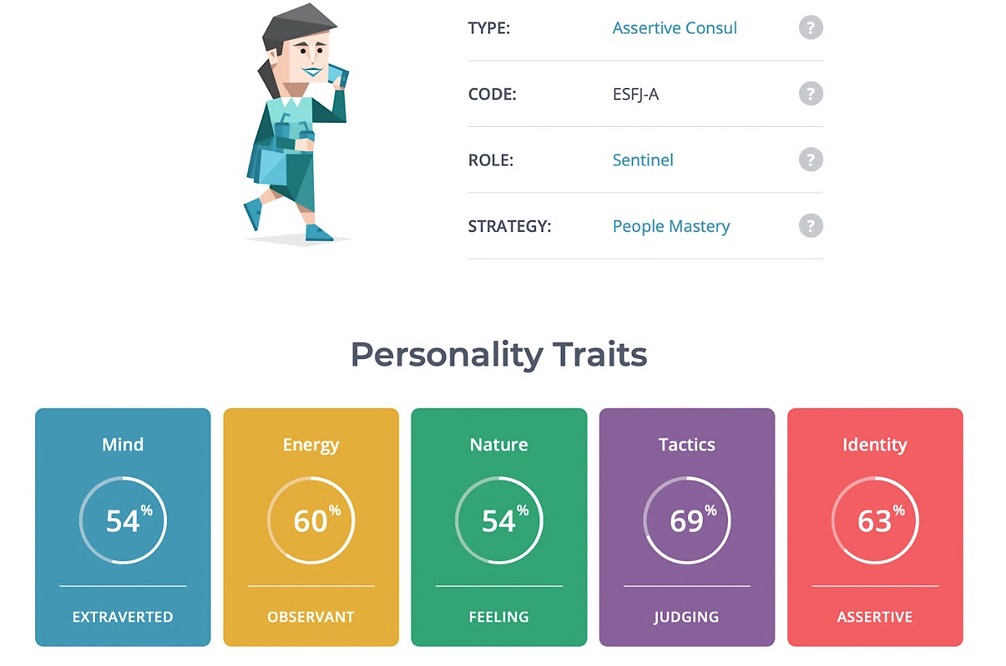 TYPE: Assertive Consul ?
CODE: ESFJ-A ?
ROLE: Sentinel ?
STRATEGY: People Mastery ?
Personality Traits
Mind Energy Nature Tactics Identity
54% 60% 54% 69% 63%
EXTRAVERTED OBSERVANT FEELING JUDGING ASSERTIVE